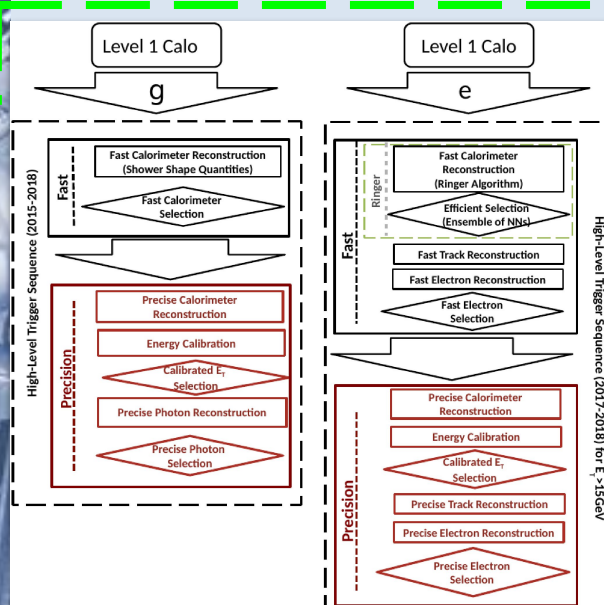 Level 1 Calo
g
High-Level Trigger Sequence (2015-2018)
Fast
Fast Calorimeter Reconstruction
(Shower Shape Quantities)
Fast Calorimeter
Selection
Precision
Precise Calorimeter
Reconstruction
Energy Calibration
Calibrated ET
Selection
Precise Photon Reconstruction
Precise Photon
Selection
Level 1 Calo
e
Fast
Ringer
Fast Calorimeter
Reconstruction
(Ringer Algorithm)
Efficient Selection
(Ensemble of NNs)
Fast Track Reconstruction
Fast Electron Reconstruction
Fast Electron
Selection
Precision
Precise Calorimeter
Reconstruction
Energy Calibration
Calibrated ET
Selection
Precise Track Reconstruction
Precise Electron Reconstruction
Precise Electron
Selection
High-Level Trigger Sequence (2017-2018) for ET>15GeV